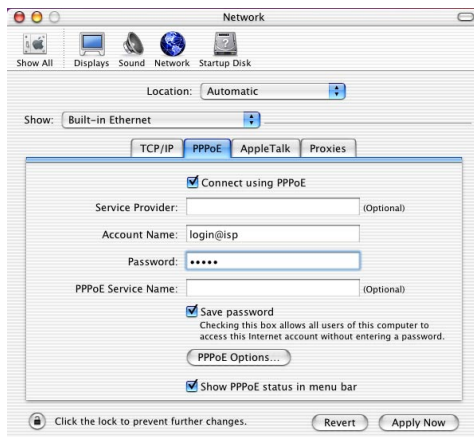 Network
Show All Displays Sound Network Startup Disk
Location: Automatic
Show: Built-in Ethernet
TCP/IP PPPoE AppleTalk Proxies
Connect using PPPoE
Service Provider: (Optional)
Account Name: login@isp
Password: •••••
PPPoE Service Name: (Optional)
Save password
Checking this box allows all users of this computer to
access this Internet account without entering a password.
PPPoE Options...
Show PPPoE status in menu bar
Click the lock to prevent further changes. Revert Apply Now